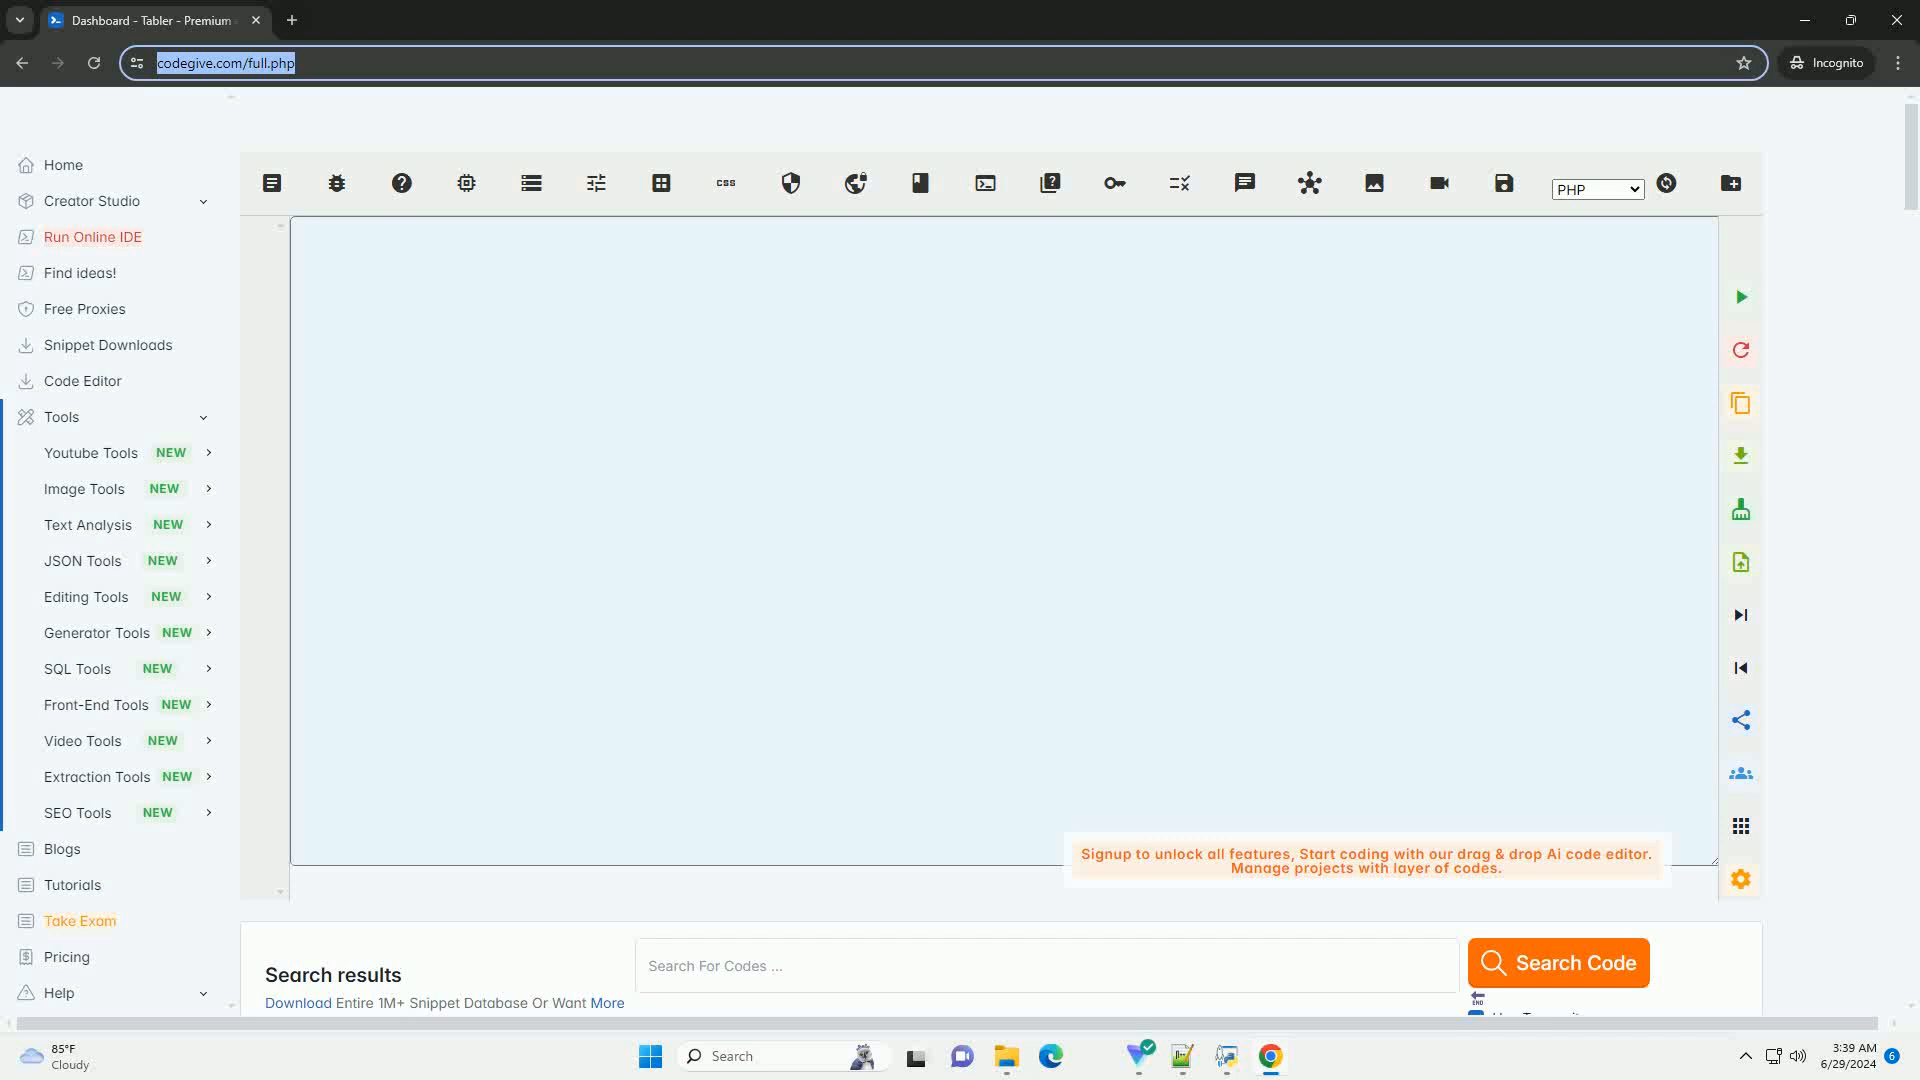 Dashboard - Tabler - Premium
codegive.com/full.php
Incognito
Home
Creator Studio
Run Online IDE
Find ideas!
Free Proxies
Snippet Downloads
Code Editor
Tools
Youtube Tools NEW
Image Tools NEW
Text Analysis NEW
JSON Tools NEW
Editing Tools NEW
Generator Tools NEW
SQL Tools NEW
Front-End Tools NEW
Video Tools NEW
Extraction Tools NEW
SEO Tools NEW
Blogs
Tutorials
Take Exam
Pricing
Help
css
PHP
Signup to unlock all features, Start coding with our drag & drop Ai code editor.
Manage projects with layer of codes.
Search results
Download Entire 1M+ Snippet Database Or Want More
Search For Codes ...
Search Code
END
85°F
Cloudy
Search
3:39 AM
6/29/2024
6